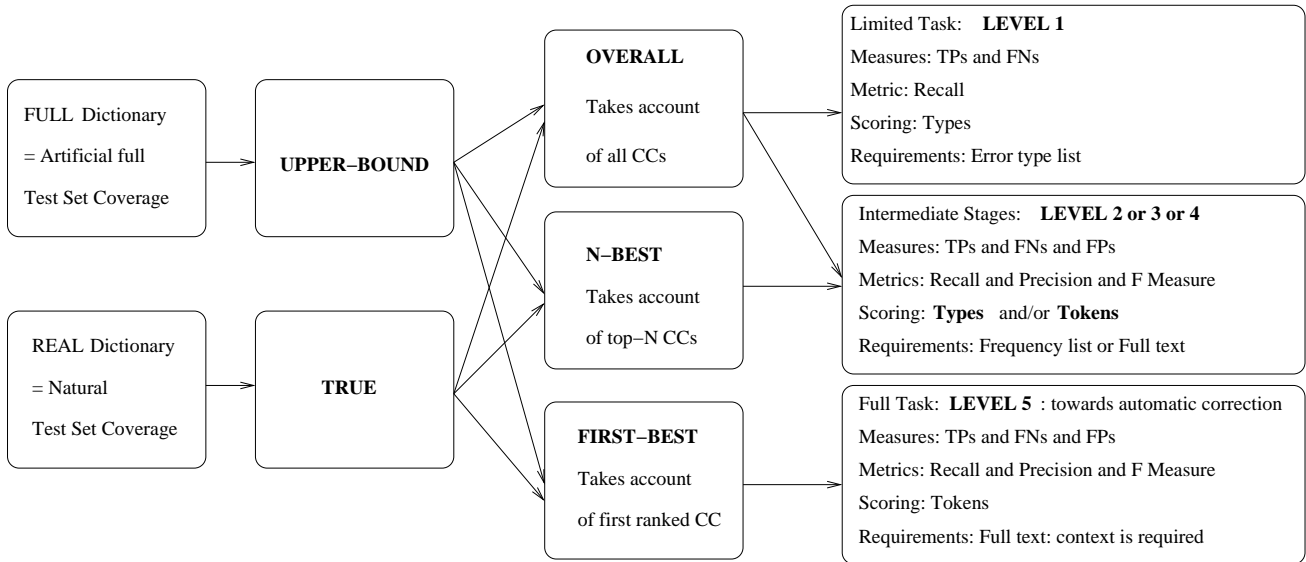 FULL Dictionary
= Artificial full
Test Set Coverage
REAL Dictionary
= Natural
Test Set Coverage
UPPER−BOUND
TRUE
OVERALL
Takes account
of all CCs
N−BEST
Takes account
of top−N CCs
FIRST−BEST
Takes account
of first ranked CC
Limited Task: LEVEL 1
Measures: TPs and FNs
Metric: Recall
Scoring: Types
Requirements: Error type list
Intermediate Stages: LEVEL 2 or 3 or 4
Measures: TPs and FNs and FPs
Metrics: Recall and Precision and F Measure
Scoring: Types and/or Tokens
Requirements: Frequency list or Full text
Full Task: LEVEL 5 : towards automatic correction
Measures: TPs and FNs and FPs
Metrics: Recall and Precision and F Measure
Scoring: Tokens
Requirements: Full text: context is required